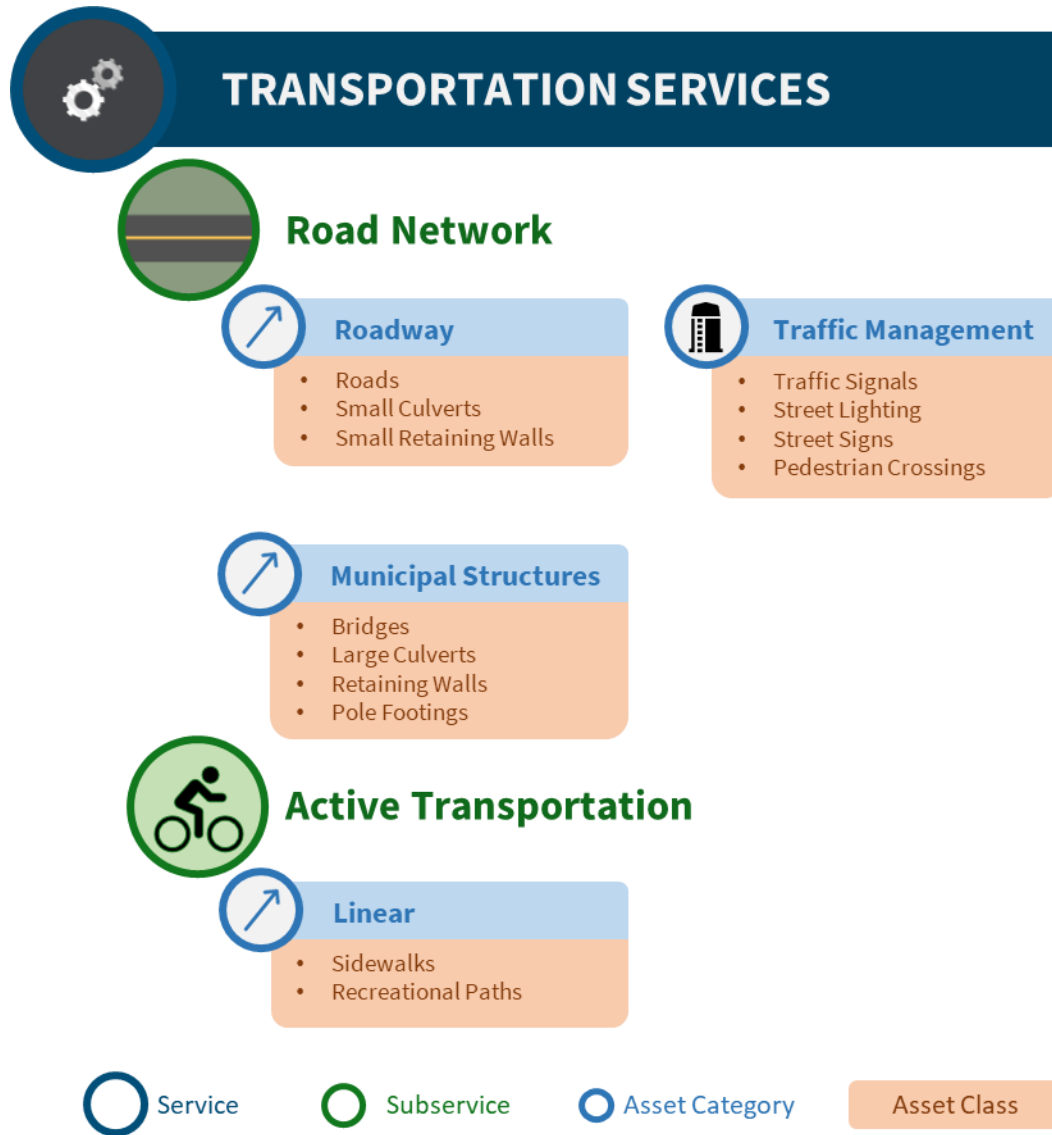 TRANSPORTATION SERVICES
Road Network
Roadway
• Roads
• Small Culverts
• Small Retaining Walls
Traffic Management
• Traffic Signals
• Street Lighting
• Street Signs
• Pedestrian Crossings
Municipal Structures
• Bridges
• Large Culverts
• Retaining Walls
• Pole Footings
Active Transportation
Linear
• Sidewalks
• Recreational Paths
Service
Subservice
Asset Category
Asset Class